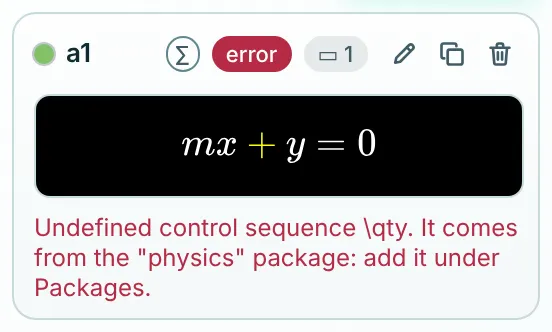 a1 ∑ error ▭ 1
mx + y = 0
Undefined control sequence \qty. It comes
from the "physics" package: add it under
Packages.